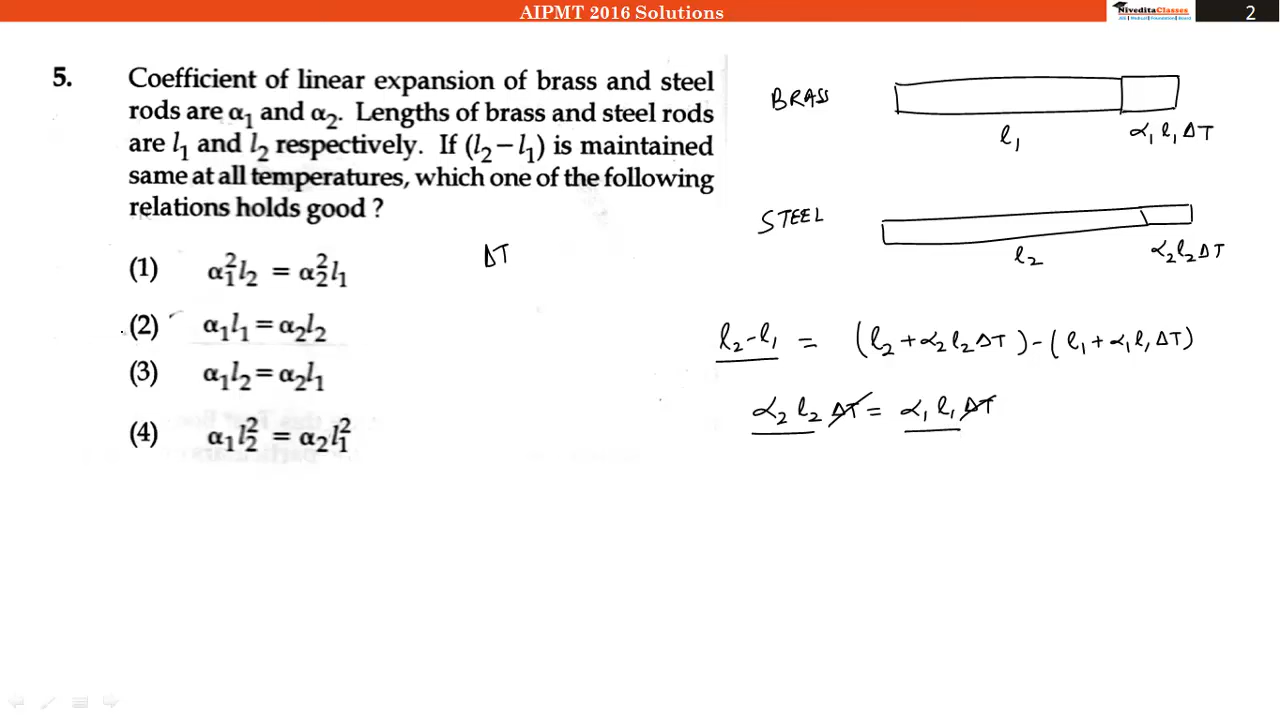 AIPMT 2016 Solutions
NiveditaClasses
2
5. Coefficient of linear expansion of brass and steel
rods are α₁ and α₂. Lengths of brass and steel rods
are l₁ and l₂ respectively. If (l₂ − l₁) is maintained
same at all temperatures, which one of the following
relations holds good ?
(1) α₁²l₂ = α₂²l₁
(2) α₁l₁ = α₂l₂
(3) α₁l₂ = α₂l₁
(4) α₁l₂² = α₂l₁²
ΔT
BRASS
l₁
α₁ l₁ ΔT
STEEL
l₂
α₂ l₂ ΔT
l₂ - l₁ = (l₂ + α₂ l₂ ΔT) - (l₁ + α₁ l₁ ΔT)
α₂ l₂ ΔT = α₁ l₁ ΔT